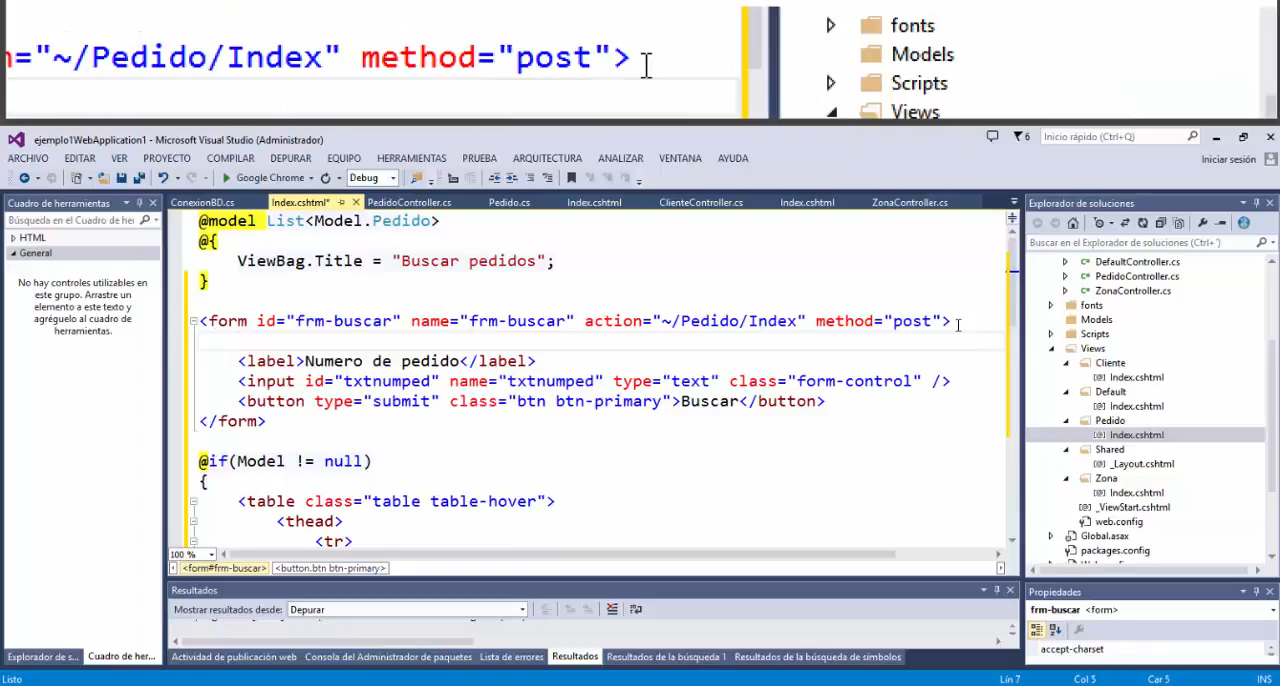 ="~/Pedido/Index" method="post">
fonts
Models
Scripts
Views
ejemplo1WebApplication1 - Microsoft Visual Studio (Administrador)
6
Inicio rápido (Ctrl+Q)
ARCHIVO EDITAR VER PROYECTO COMPILAR DEPURAR EQUIPO HERRAMIENTAS PRUEBA ARQUITECTURA ANALIZAR VENTANA AYUDA
Iniciar sesión
Google Chrome
Debug
Cuadro de herramientas
Búsqueda en el Cuadro de her
HTML
General
No hay controles utilizables en
este grupo. Arrastre un
elemento a este texto y
agréguelo al cuadro de
herramientas.
ConexionBD.cs Index.cshtml* PedidoController.cs Pedido.cs Index.cshtml ClienteController.cs Index.cshtml ZonaController.cs
@model List<Model.Pedido>
@{
ViewBag.Title = "Buscar pedidos";
}
<form id="frm-buscar" name="frm-buscar" action="~/Pedido/Index" method="post">
<label>Numero de pedido</label>
<input id="txtnumped" name="txtnumped" type="text" class="form-control" />
<button type="submit" class="btn btn-primary">Buscar</button>
</form>
@if(Model != null)
{
<table class="table table-hover">
<thead>
<tr>
100 %
<form#frm-buscar> <button.btn btn-primary>
Resultados
Mostrar resultados desde: Depurar
Explorador de s... Cuadro de her...
Actividad de publicación web Consola del Administrador de paquetes Lista de errores Resultados Resultados de la búsqueda 1 Resultados de la búsqueda de símbolos
Explorador de soluciones
Buscar en el Explorador de soluciones (Ctrl+'
DefaultController.cs
PedidoController.cs
ZonaController.cs
fonts
Models
Scripts
Views
Cliente
Index.cshtml
Default
Index.cshtml
Pedido
Index.cshtml
Shared
_Layout.cshtml
Zona
Index.cshtml
_ViewStart.cshtml
web.config
Global.asax
packages.config
Propiedades
frm-buscar <form>
accept-charset
Listo
Lín 7 Col 5 Car 5 INS